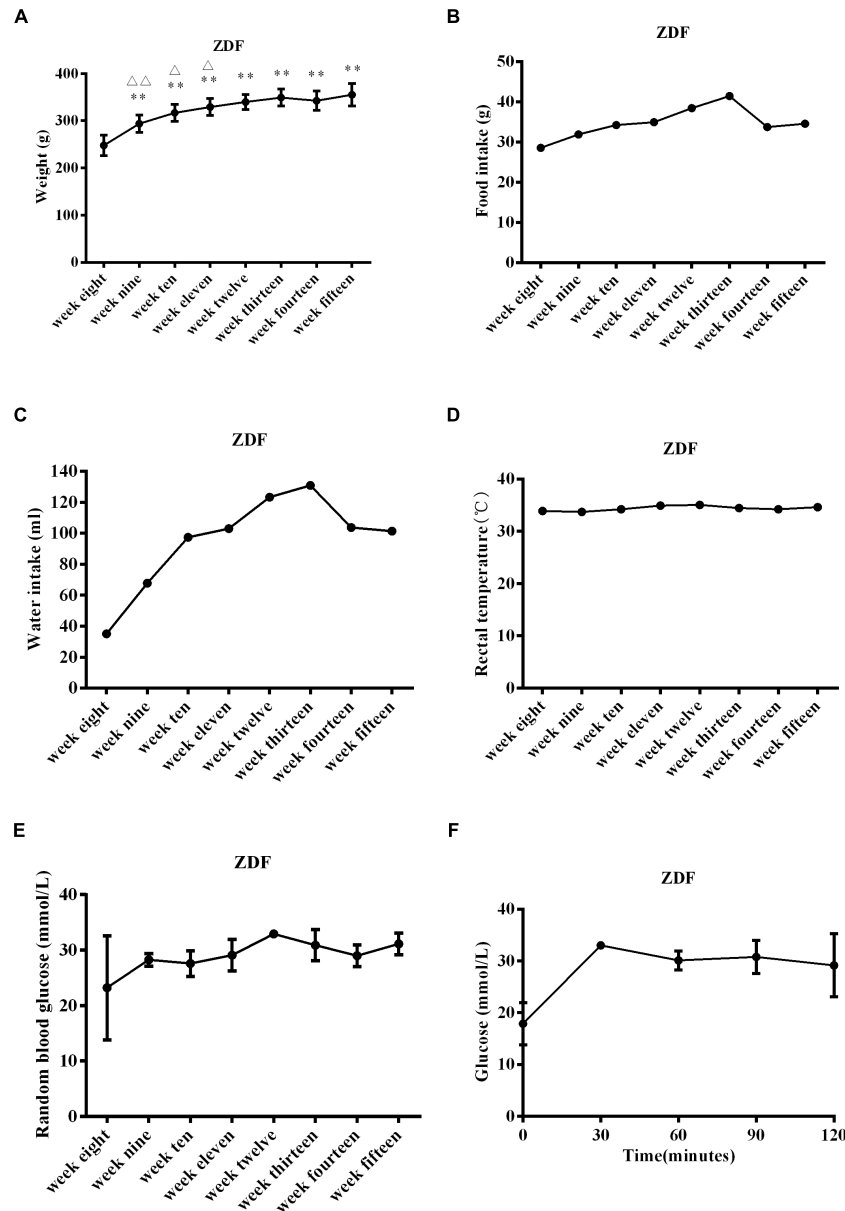 A
ZDF
△△ △ △
** ** ** ** ** ** **
Weight (g)
400
300
200
100
0
week eight
week nine
week ten
week eleven
week twelve
week thirteen
week fourteen
week fifteen
B
ZDF
Food intake (g)
50
40
30
20
10
0
week eight
week nine
week ten
week eleven
week twelve
week thirteen
week fourteen
week fifteen
C
ZDF
Water intake (ml)
140
120
100
80
60
40
20
0
week eight
week nine
week ten
week eleven
week twelve
week thirteen
week fourteen
week fifteen
D
ZDF
Rectal temperature (℃)
40
30
20
10
0
week eight
week nine
week ten
week eleven
week twelve
week thirteen
week fourteen
week fifteen
E
ZDF
Random blood glucose (mmol/L)
40
30
20
10
0
week eight
week nine
week ten
week eleven
week twelve
week thirteen
week fourteen
week fifteen
F
ZDF
Glucose (mmol/L)
40
30
20
10
0
0 30 60 90 120
Time(minutes)